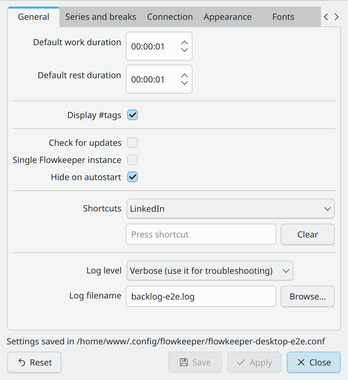 General Series and breaks Connection Appearance Fonts
Default work duration 00:00:01
Default rest duration 00:00:01
Display #tags
Check for updates
Single Flowkeeper instance
Hide on autostart
Shortcuts LinkedIn
Press shortcut Clear
Log level Verbose (use it for troubleshooting)
Log filename backlog-e2e.log Browse...
Settings saved in /home/www/.config/flowkeeper/flowkeeper-desktop-e2e.conf
Reset Save Apply Close